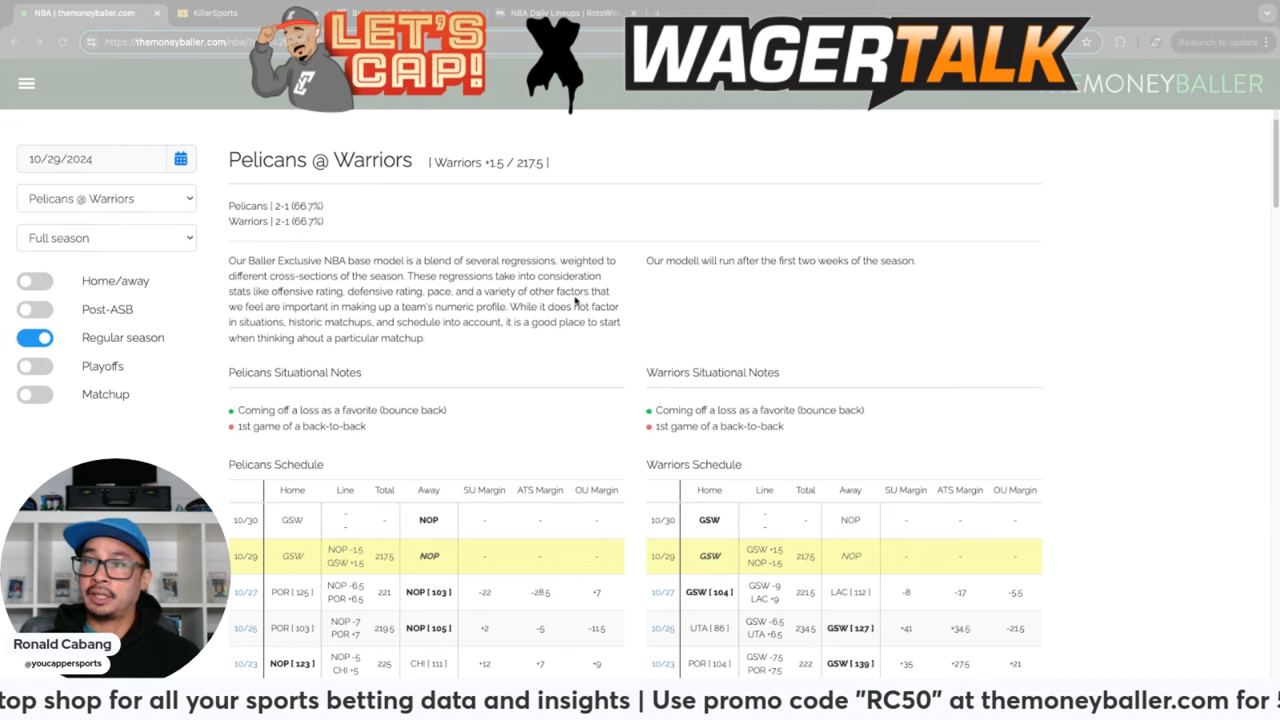 NBA | themoneyballer.com
KillerSports
NBA Daily Lineups | RotoWir
https://themoneyballer.com/nba/?
Relaunch to update
LET'S
CAP!
X
WAGERTALK
THEMONEYBALLER
10/29/2024
Pelicans @ Warriors
Full season
Home/away
Post-ASB
Regular season
Playoffs
Matchup
Pelicans @ Warriors [ Warriors +1.5 / 217.5 ]
Pelicans | 2-1 (66.7%)
Warriors | 2-1 (66.7%)
Our Baller Exclusive NBA base model is a blend of several regressions, weighted to
different cross-sections of the season. These regressions take into consideration
stats like offensive rating, defensive rating, pace, and a variety of other factors that
we feel are important in making up a team's numeric profile. While it does not factor
in situations, historic matchups, and schedule into account, it is a good place to start
when thinking about a particular matchup.
Our modell will run after the first two weeks of the season.
Pelicans Situational Notes
Coming off a loss as a favorite (bounce back)
1st game of a back-to-back
Warriors Situational Notes
Coming off a loss as a favorite (bounce back)
1st game of a back-to-back
Pelicans Schedule
Home Line Total Away SU Margin ATS Margin OU Margin
10/30 GSW - - - NOP - - -
10/29 GSW NOP -1.5 217.5 NOP - - -
GSW +1.5
10/27 POR [ 125 ] NOP -6.5 221 NOP [ 103 ] -22 -28.5 +7
POR +6.5
10/25 POR [ 103 ] NOP -7 219.5 NOP [ 105 ] +2 -5 -11.5
POR +7
10/23 NOP [ 123 ] NOP -5 225 CHI [ 111 ] +12 +7 +9
CHI +5
Warriors Schedule
Home Line Total Away SU Margin ATS Margin OU Margin
10/30 GSW - - - NOP - - -
10/29 GSW GSW +1.5 217.5 NOP - - -
NOP -1.5
10/27 GSW [ 104 ] GSW -9 221.5 LAC [ 112 ] -8 -17 -5.5
LAC +9
10/25 UTA [ 86 ] GSW -6.5 234.5 GSW [ 127 ] +41 +34.5 -21.5
UTA +6.5
10/23 POR [ 104 ] GSW -7.5 222 GSW [ 139 ] +35 +27.5 +21
POR +7.5
Ronald Cabang
@youcappersports
top shop for all your sports betting data and insights | Use promo code "RC50" at themoneyballer.com for 5